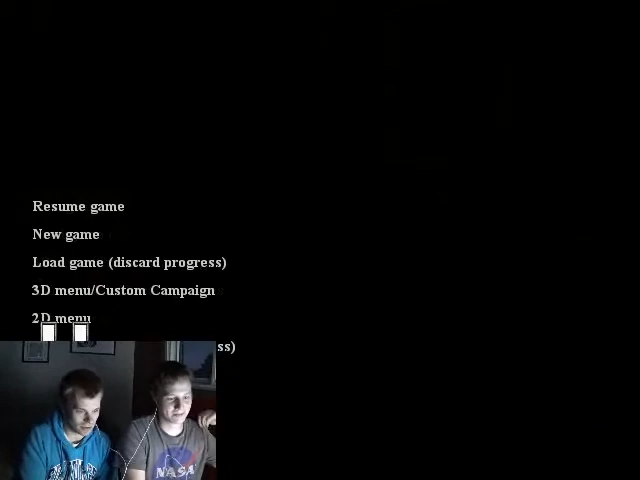 Resume game
New game
Load game (discard progress)
3D menu/Custom Campaign
2D menu
ss)
NASA